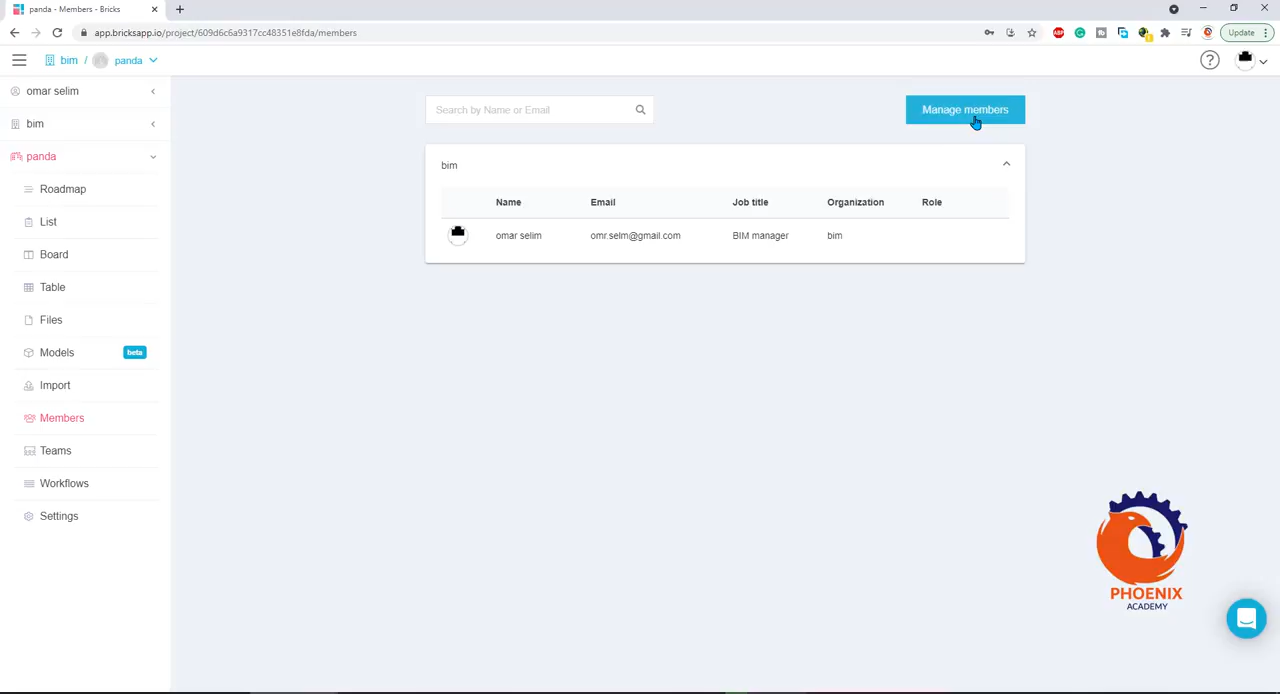 panda - Members - Bricks
app.bricksapp.io/project/609d6c6a9317cc48351e8fda/members
ABP
Update
bim / panda
?
omar selim
bim
panda
Roadmap
List
Board
Table
Files
Models beta
Import
Members
Teams
Workflows
Settings
Search by Name or Email
Manage members
bim
Name Email Job title Organization Role
omar selim omr.selm@gmail.com BIM manager bim
PHOENIX
ACADEMY